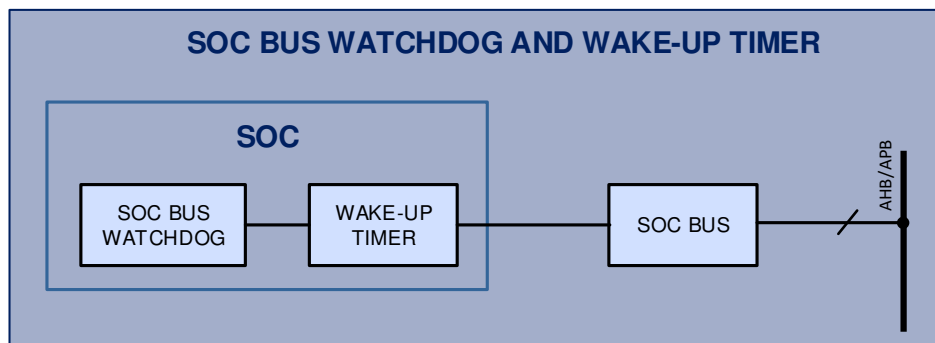 SOC BUS WATCHDOG AND WAKE-UP TIMER
SOC
SOC BUS
WATCHDOG
WAKE-UP
TIMER
SOC BUS
AHB/APB